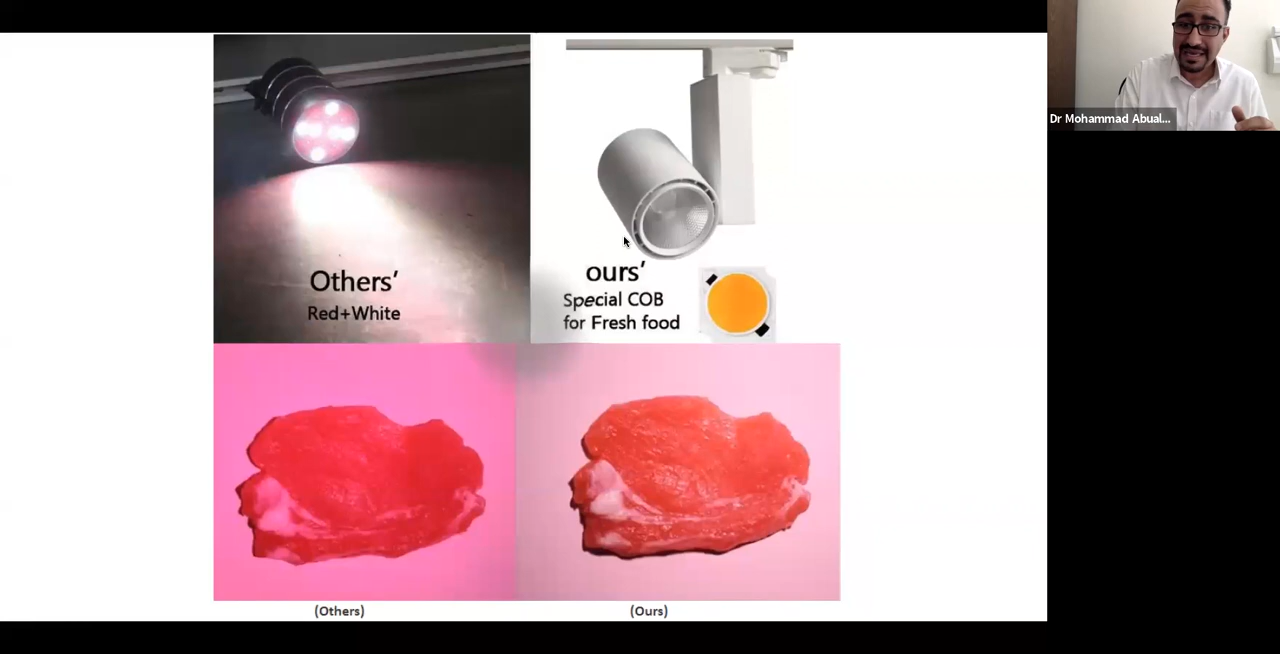 Others’
Red+White
ours’
Special COB
for Fresh food
(Others)
(Ours)
Dr Mohammad Abual...